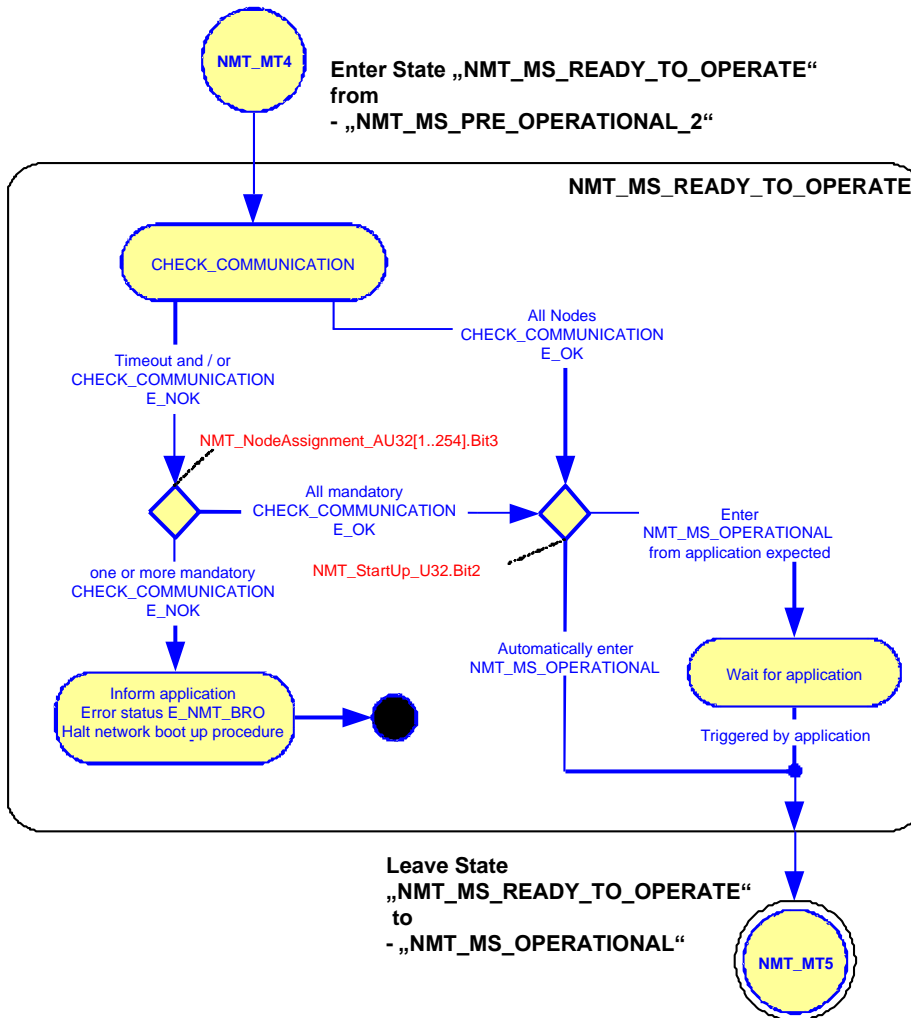 NMT_MT4
Enter State „NMT_MS_READY_TO_OPERATE“
from
- „NMT_MS_PRE_OPERATIONAL_2“
NMT_MS_READY_TO_OPERATE
CHECK_COMMUNICATION
All Nodes
CHECK_COMMUNICATION
E_OK
Timeout and / or
CHECK_COMMUNICATION
E_NOK
NMT_NodeAssignment_AU32[1..254].Bit3
All mandatory
CHECK_COMMUNICATION
E_OK
Enter
NMT_MS_OPERATIONAL
from application expected
NMT_StartUp_U32.Bit2
one or more mandatory
CHECK_COMMUNICATION
E_NOK
Automatically enter
NMT_MS_OPERATIONAL
Wait for application
Inform application
Error status E_NMT_BRO
Halt network boot up procedure
Triggered by application
Leave State
„NMT_MS_READY_TO_OPERATE“
to
- „NMT_MS_OPERATIONAL“
NMT_MT5